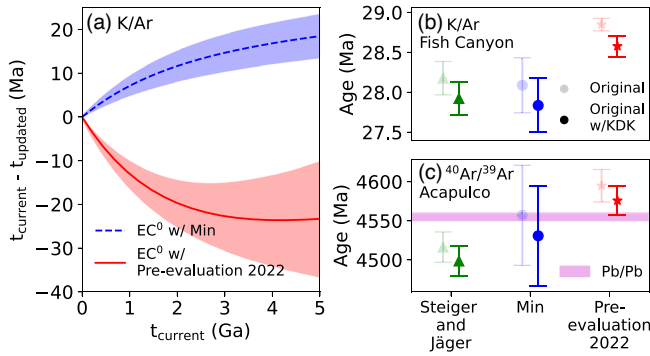 (a) K/Ar
t_current - t_updated (Ma)
20
10
0
−10
−20
−30
−40
EC⁰ w/ Min
EC⁰ w/
Pre-evaluation 2022
0 1 2 3 4 5
t_current (Ga)
(b) K/Ar
Fish Canyon
Age (Ma)
29.0
28.5
28.0
27.5
Original
Original
w/KDK
(c) ⁴⁰Ar/³⁹Ar
Acapulco
Age (Ma)
4600
4550
4500
Pb/Pb
Steiger
and
Jäger
Min
Pre-
evaluation
2022